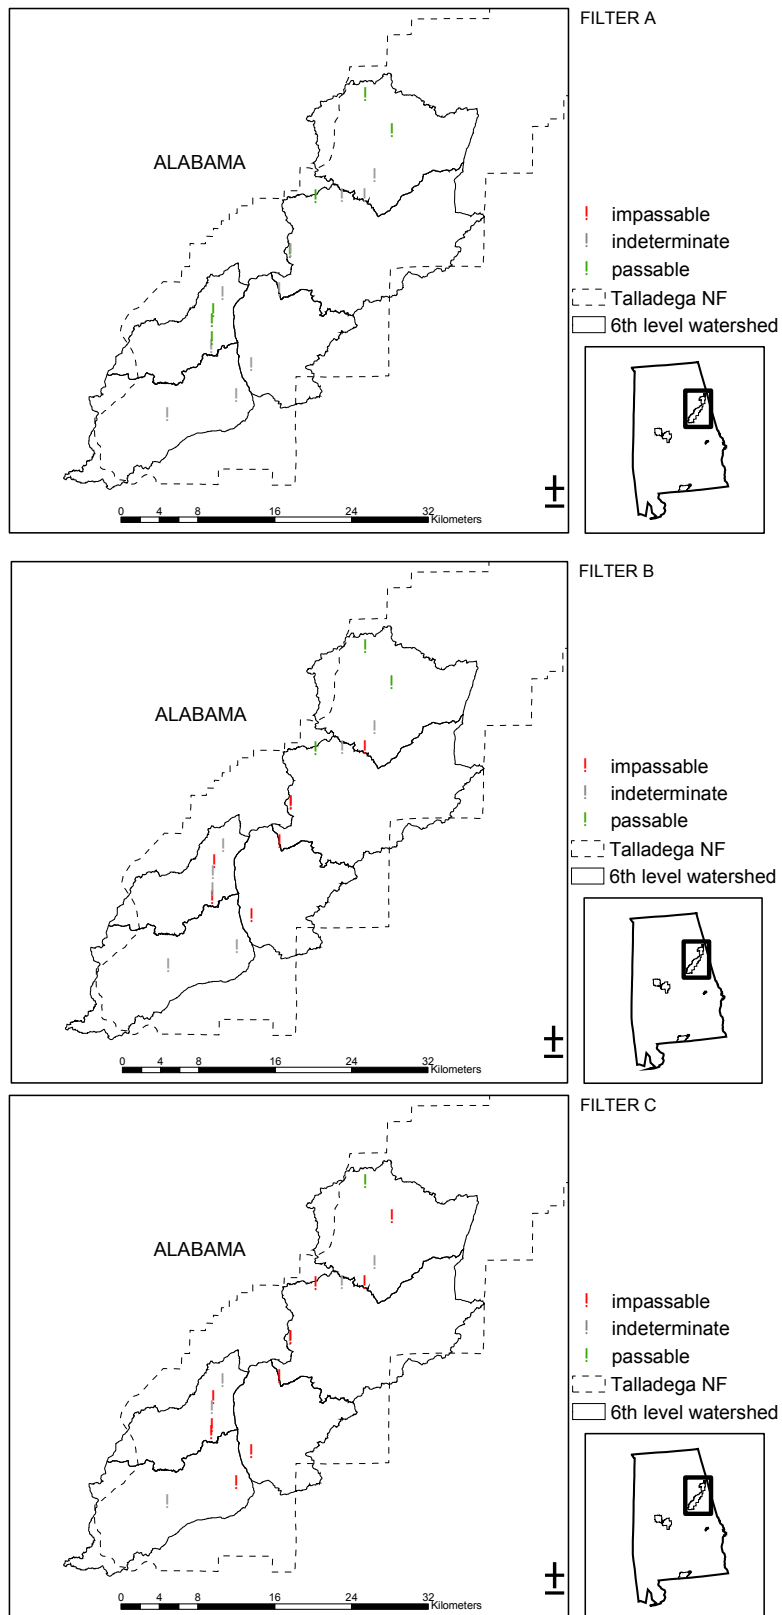 FILTER A
ALABAMA
! impassable
! indeterminate
! passable
Talladega NF
6th level watershed
0 4 8 16 24 32
Kilometers
FILTER B
ALABAMA
! impassable
! indeterminate
! passable
Talladega NF
6th level watershed
0 4 8 16 24 32
Kilometers
FILTER C
ALABAMA
! impassable
! indeterminate
! passable
Talladega NF
6th level watershed
0 4 8 16 24 32
Kilometers